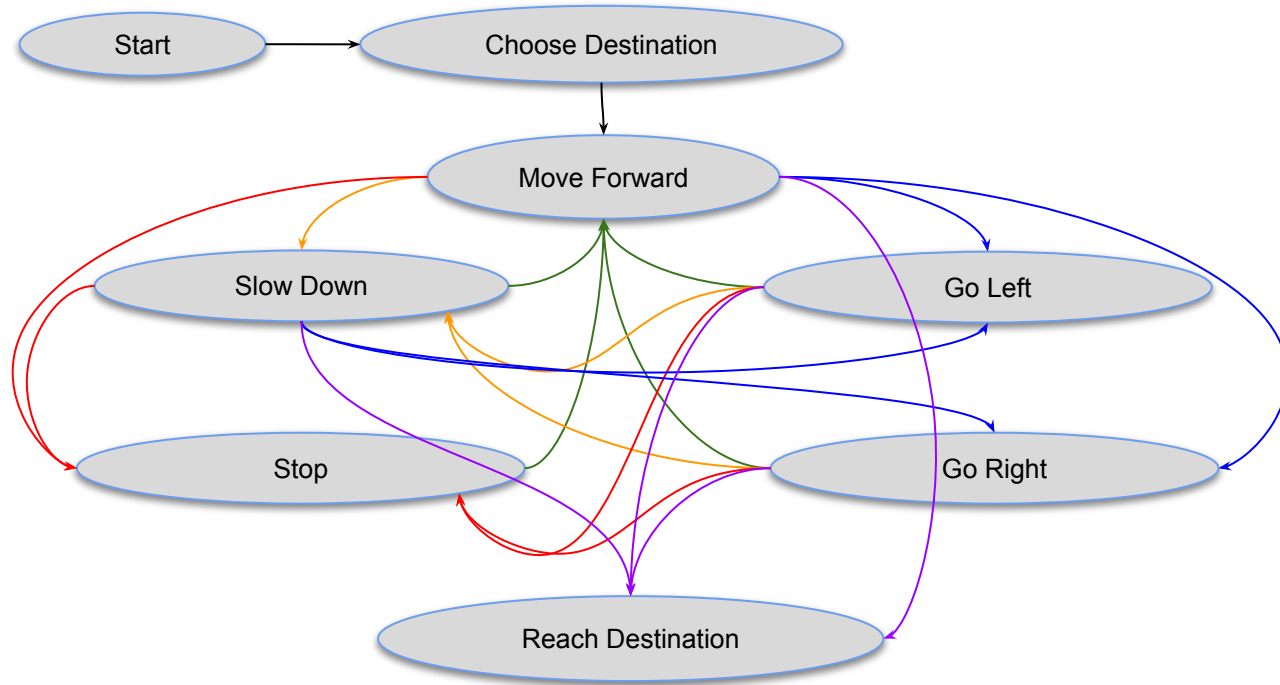 Start
Choose Destination
Move Forward
Slow Down
Go Left
Stop
Go Right
Reach Destination